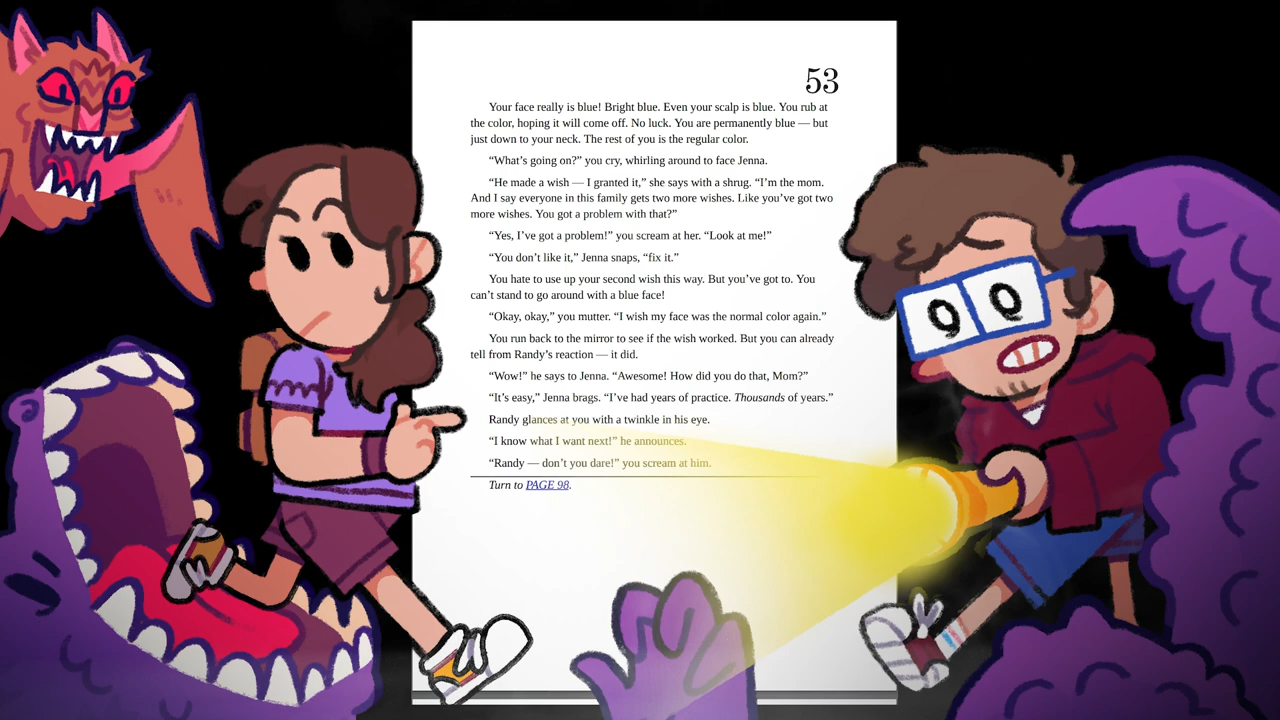 53
Your face really is blue! Bright blue. Even your scalp is blue. You rub at
the color, hoping it will come off. No luck. You are permanently blue — but
just down to your neck. The rest of you is the regular color.
“What’s going on?” you cry, whirling around to face Jenna.
“He made a wish — I granted it,” she says with a shrug. “I’m the mom.
And I say everyone in this family gets two more wishes. Like you’ve got two
more wishes. You got a problem with that?”
“Yes, I’ve got a problem!” you scream at her. “Look at me!”
“You don’t like it,” Jenna snaps, “fix it.”
You hate to use up your second wish this way. But you’ve got to. You
can’t stand to go around with a blue face!
“Okay, okay,” you mutter. “I wish my face was the normal color again.”
You run back to the mirror to see if the wish worked. But you can already
tell from Randy’s reaction — it did.
“Wow!” he says to Jenna. “Awesome! How did you do that, Mom?”
“It’s easy,” Jenna brags. “I’ve had years of practice. Thousands of years.”
Randy glances at you with a twinkle in his eye.
“I know what I want next!” he announces.
“Randy — don’t you dare!” you scream at him.
Turn to PAGE 98.